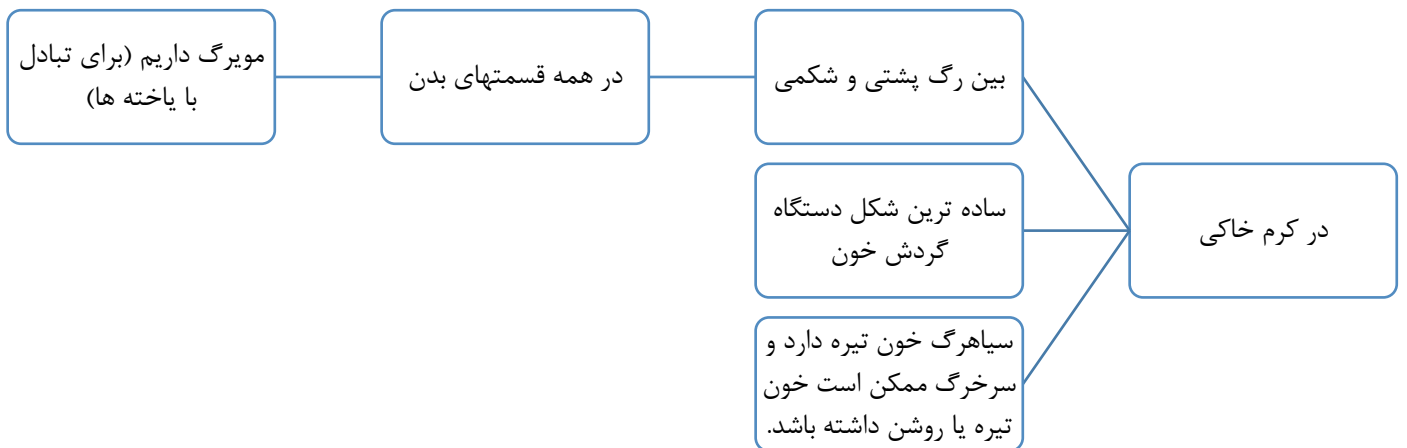 در کرم خاکی
بین رگ پشتی و شکمی
در همه قسمتهای بدن
مویرگ داریم (برای تبادل
با یاخته ها)
ساده ترین شکل دستگاه
گردش خون
سیاهرگ خون تیره دارد و
سرخرگ ممکن است خون
تیره یا روشن داشته باشد.